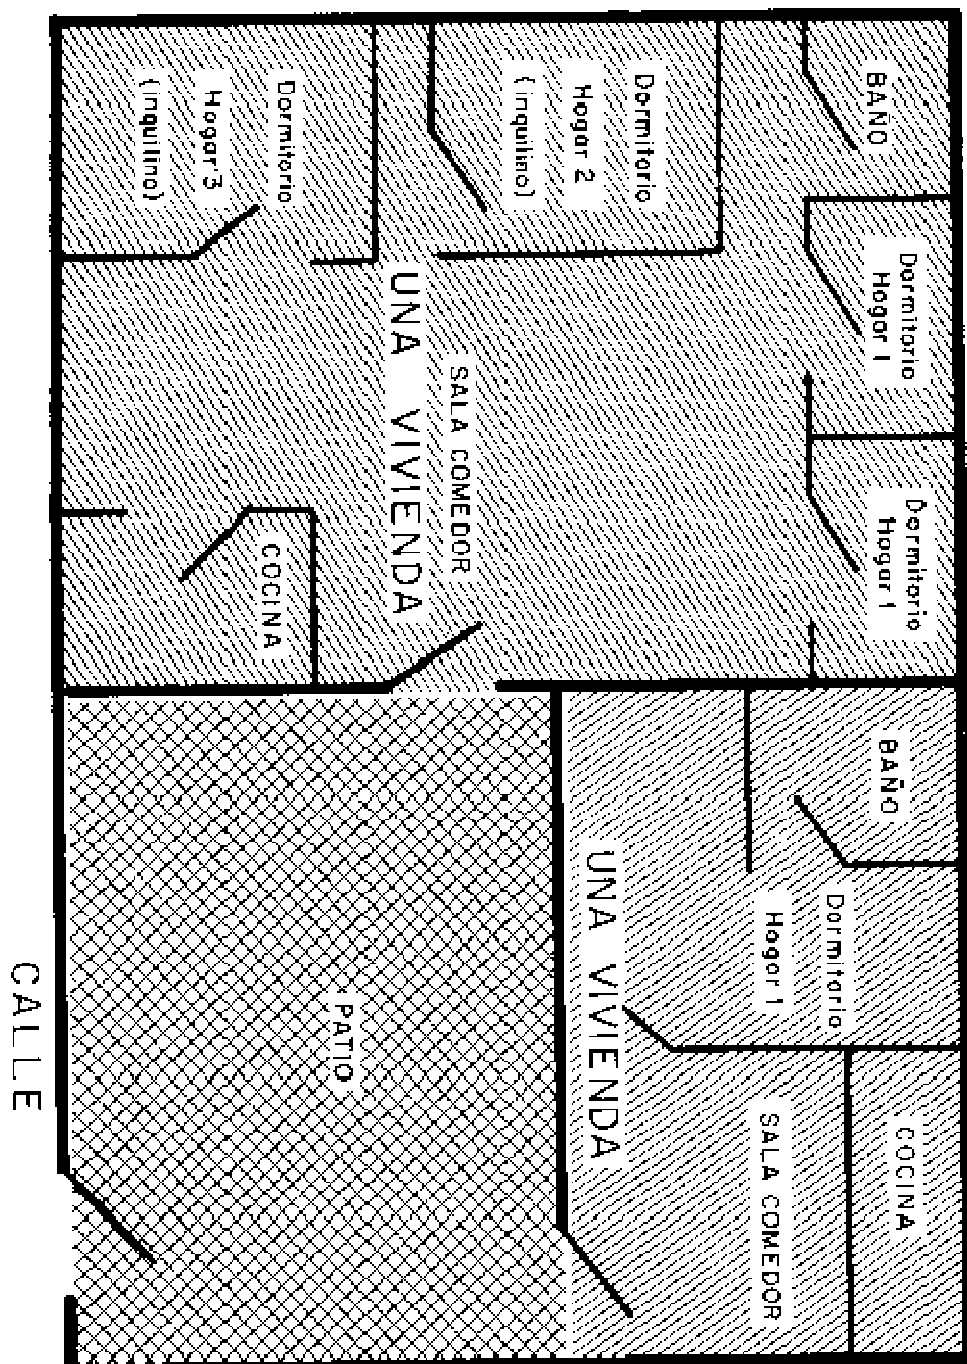 BAÑO
Dormitorio
Hogar 1
Dormitorio
Hogar 1
Dormitorio
Hogar 2
(inquilino)
SALA COMEDOR
UNA VIVIENDA
Dormitorio
Hogar 3
(inquilino)
COCINA
BAÑO
Dormitorio
Hogar 1
COCINA
SALA COMEDOR
UNA VIVIENDA
PATIO
CALLE